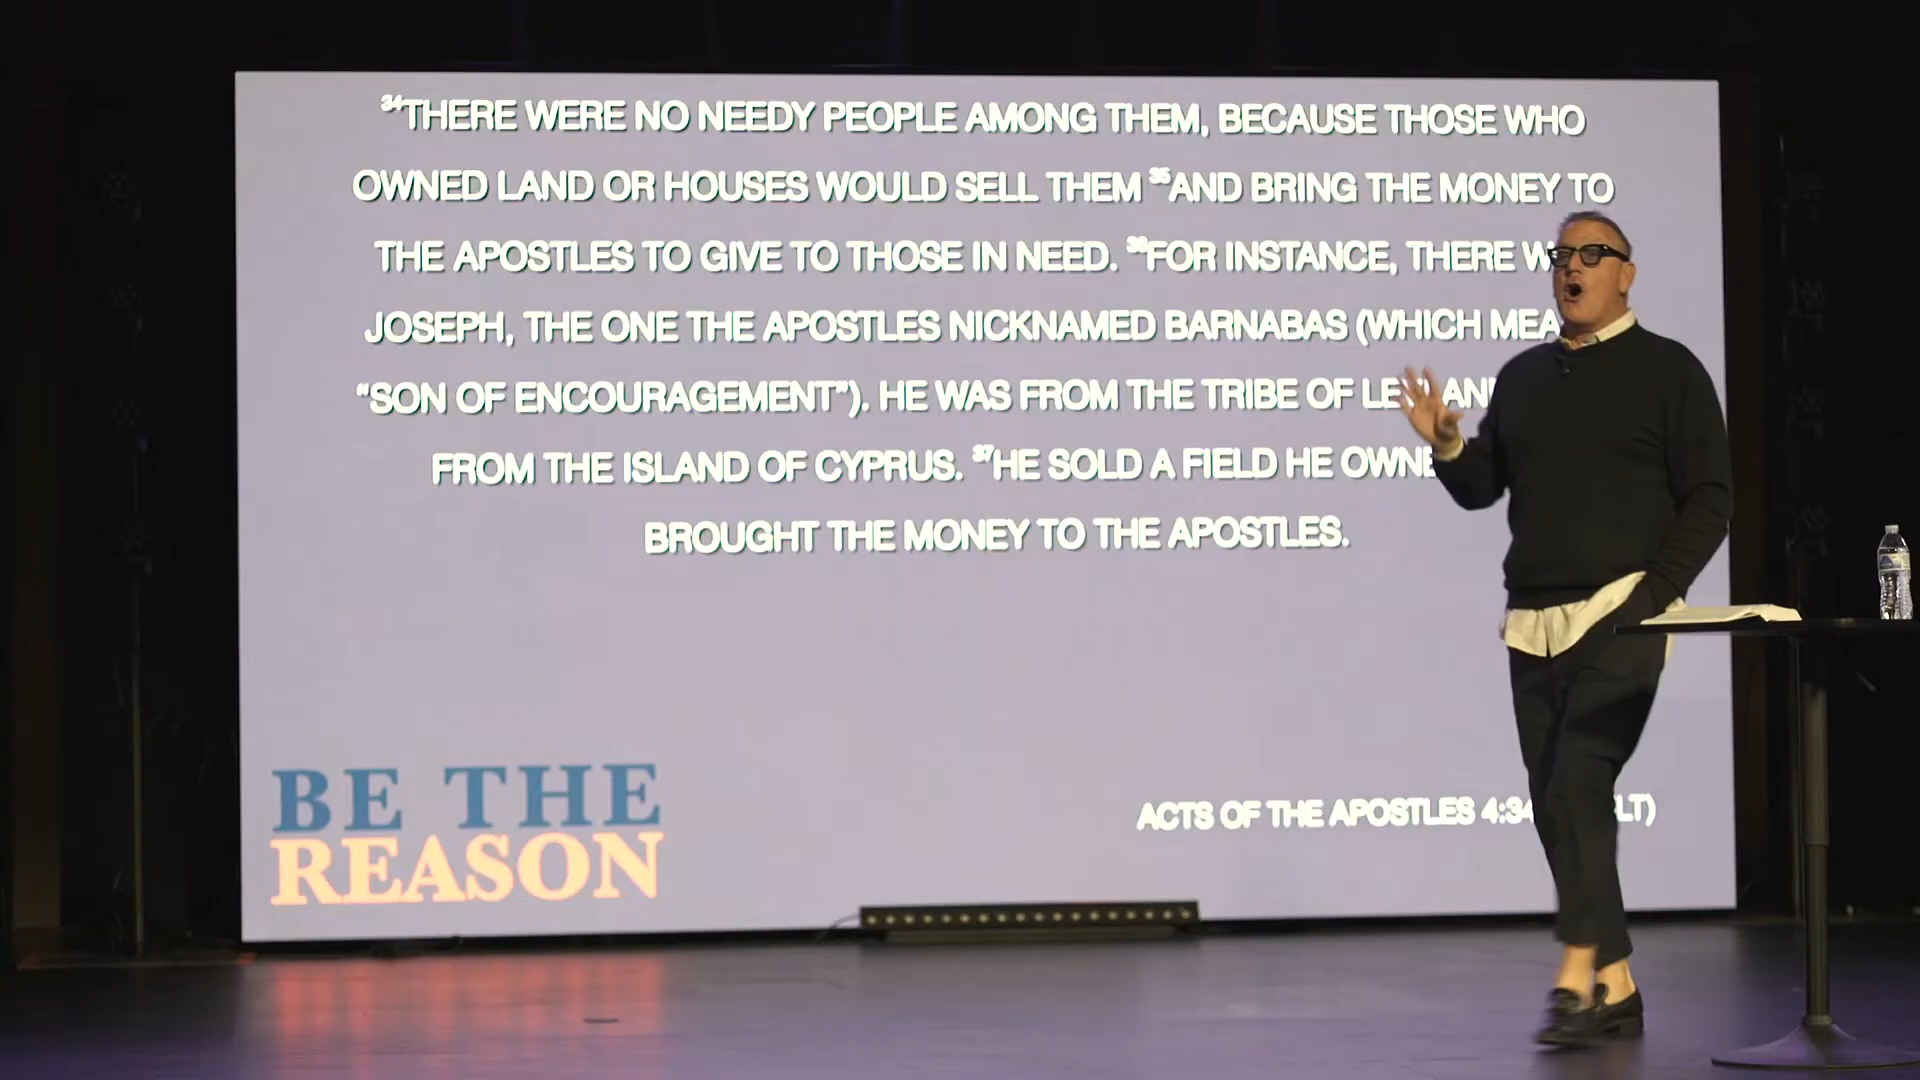 ³⁴THERE WERE NO NEEDY PEOPLE AMONG THEM, BECAUSE THOSE WHO
OWNED LAND OR HOUSES WOULD SELL THEM ³⁵AND BRING THE MONEY TO
THE APOSTLES TO GIVE TO THOSE IN NEED. ³⁶FOR INSTANCE, THERE
JOSEPH, THE ONE THE APOSTLES NICKNAMED BARNABAS (WHICH
“SON OF ENCOURAGEMENT”). HE WAS FROM THE TRIBE OF
FROM THE ISLAND OF CYPRUS. ³⁷HE SOLD A FIELD HE
BROUGHT THE MONEY TO THE APOSTLES.
BE THE
REASON
ACTS OF THE APOSTLES